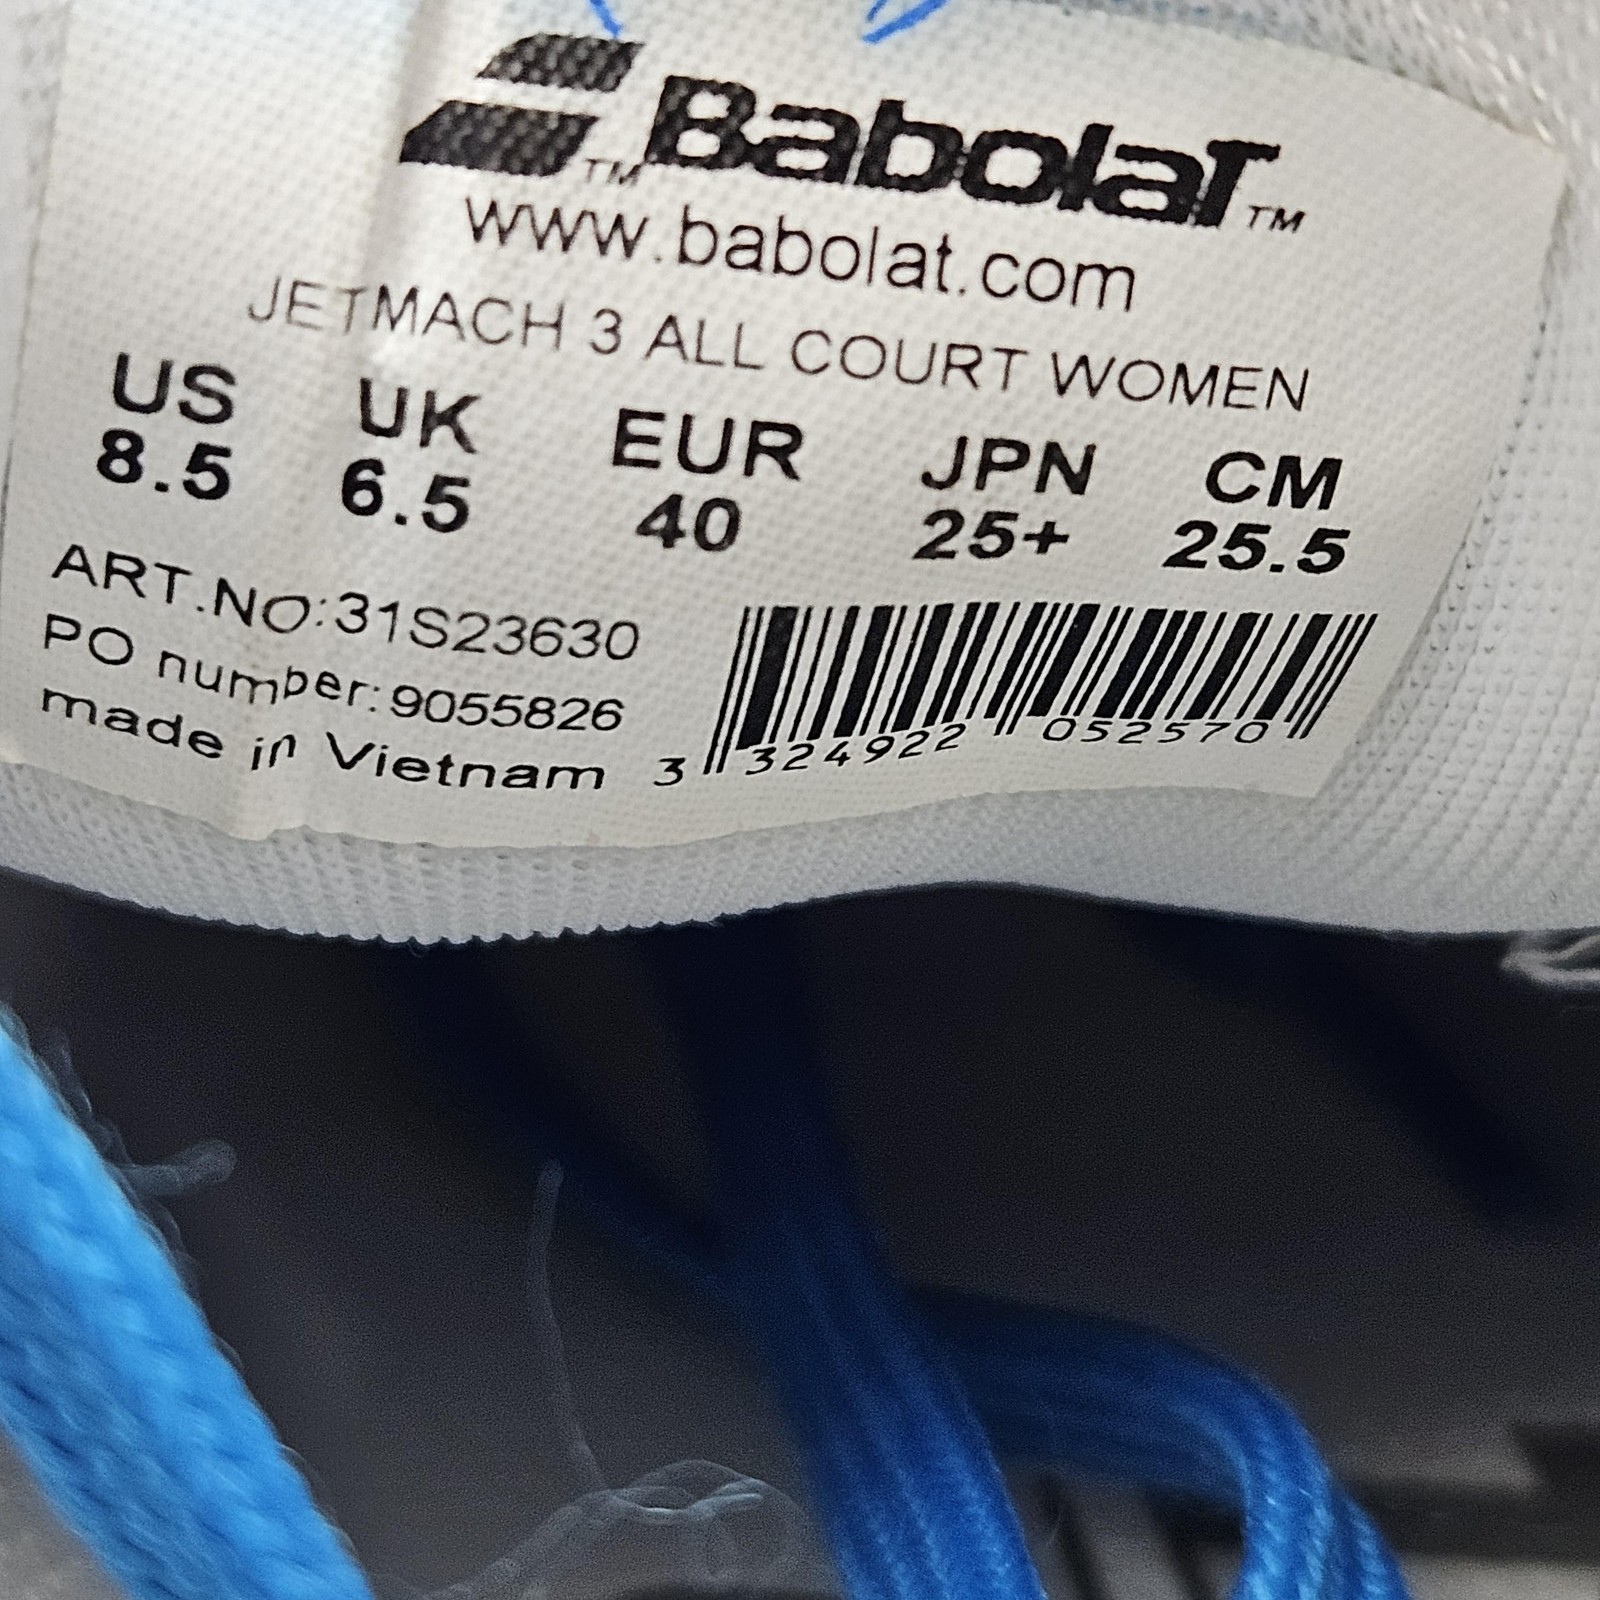 Babolat™
www.babolat.com
JETMACH 3 ALL COURT WOMEN
US UK EUR JPN CM
8.5 6.5 40 25+ 25.5
ART.NO:31S23630
PO number:9055826
made in Vietnam
3 324922 052570